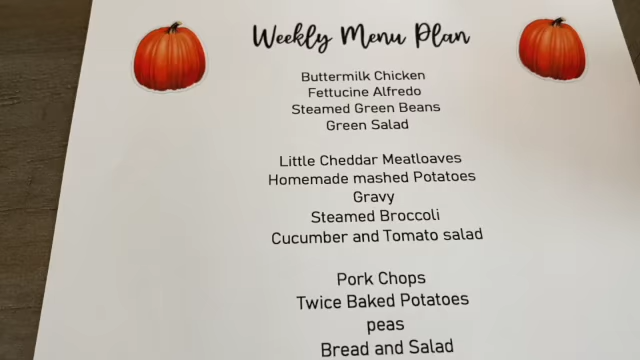 Weekly Menu Plan
Buttermilk Chicken
Fettucine Alfredo
Steamed Green Beans
Green Salad
Little Cheddar Meatloaves
Homemade mashed Potatoes
Gravy
Steamed Broccoli
Cucumber and Tomato salad
Pork Chops
Twice Baked Potatoes
peas
Bread and Salad